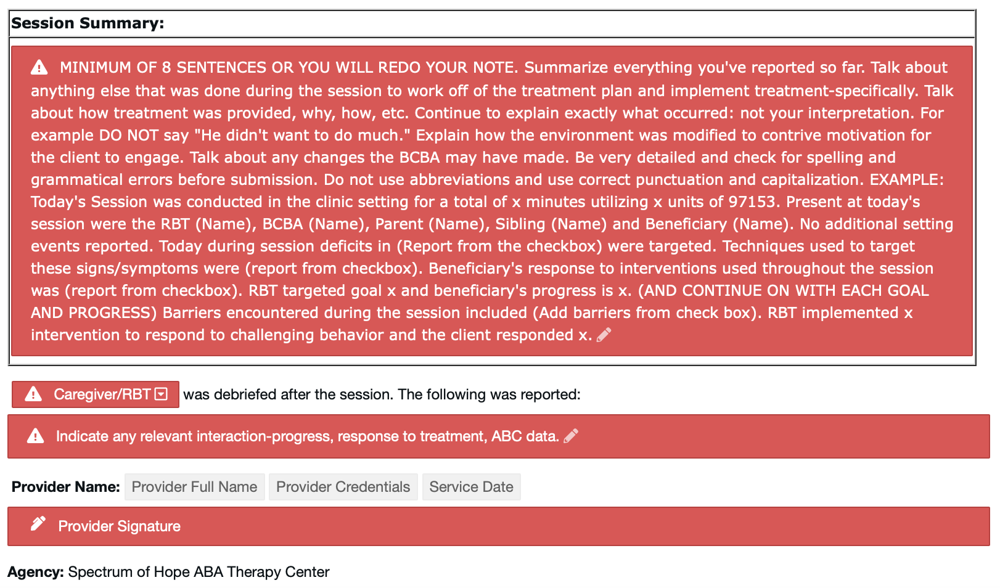 Session Summary:
MINIMUM OF 8 SENTENCES OR YOU WILL REDO YOUR NOTE. Summarize everything you've reported so far. Talk about
anything else that was done during the session to work off of the treatment plan and implement treatment-specifically. Talk
about how treatment was provided, why, how, etc. Continue to explain exactly what occurred: not your interpretation. For
example DO NOT say "He didn't want to do much." Explain how the environment was modified to contrive motivation for
the client to engage. Talk about any changes the BCBA may have made. Be very detailed and check for spelling and
grammatical errors before submission. Do not use abbreviations and use correct punctuation and capitalization. EXAMPLE:
Today's Session was conducted in the clinic setting for a total of x minutes utilizing x units of 97153. Present at today's
session were the RBT (Name), BCBA (Name), Parent (Name), Sibling (Name) and Beneficiary (Name). No additional setting
events reported. Today during session deficits in (Report from the checkbox) were targeted. Techniques used to target
these signs/symptoms were (report from checkbox). Beneficiary's response to interventions used throughout the session
was (report from checkbox). RBT targeted goal x and beneficiary's progress is x. (AND CONTINUE ON WITH EACH GOAL
AND PROGRESS) Barriers encountered during the session included (Add barriers from check box). RBT implemented x
intervention to respond to challenging behavior and the client responded x.
Caregiver/RBT was debriefed after the session. The following was reported:
Indicate any relevant interaction-progress, response to treatment, ABC data.
Provider Name: Provider Full Name Provider Credentials Service Date
Provider Signature
Agency: Spectrum of Hope ABA Therapy Center